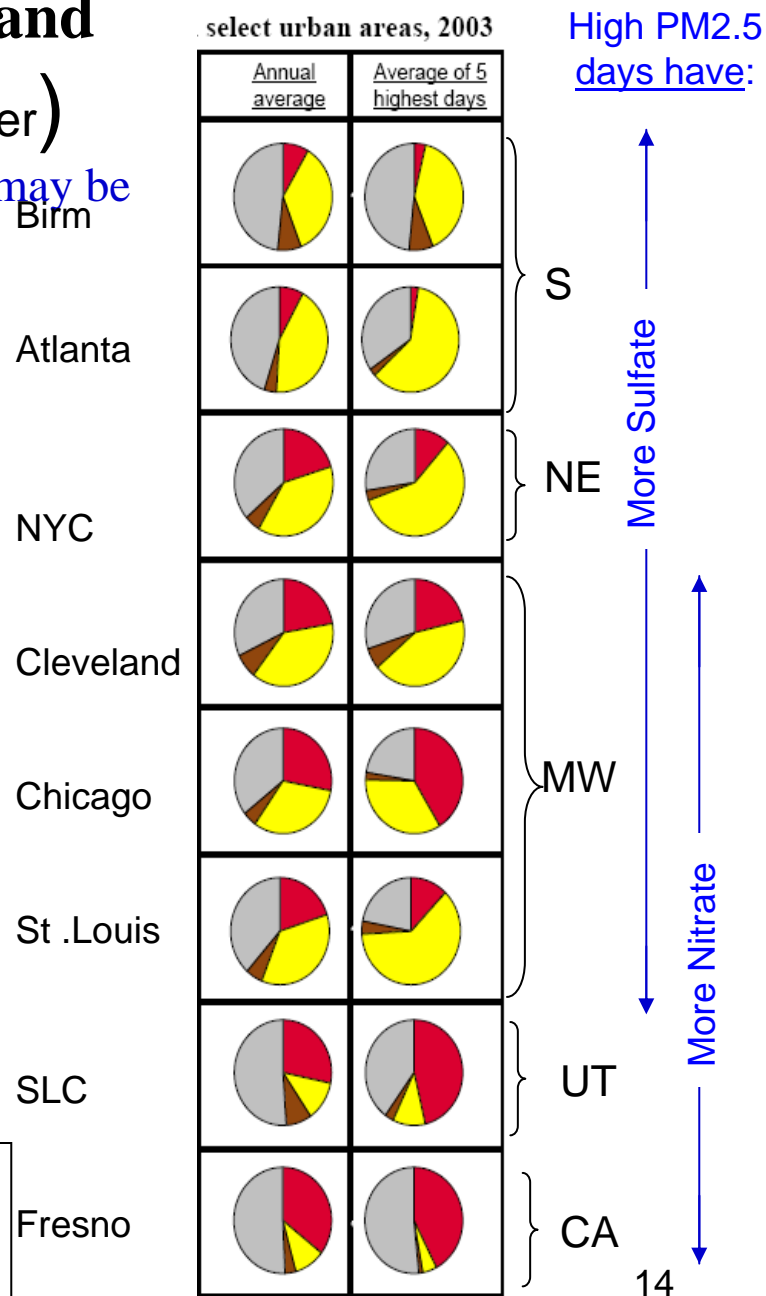 and
er)
may be
. select urban areas, 2003
Annual average
Average of 5 highest days
High PM2.5
days have:
Birm
Atlanta
NYC
Cleveland
Chicago
St .Louis
SLC
Fresno
S
NE
MW
UT
CA
More Sulfate
More Nitrate
14